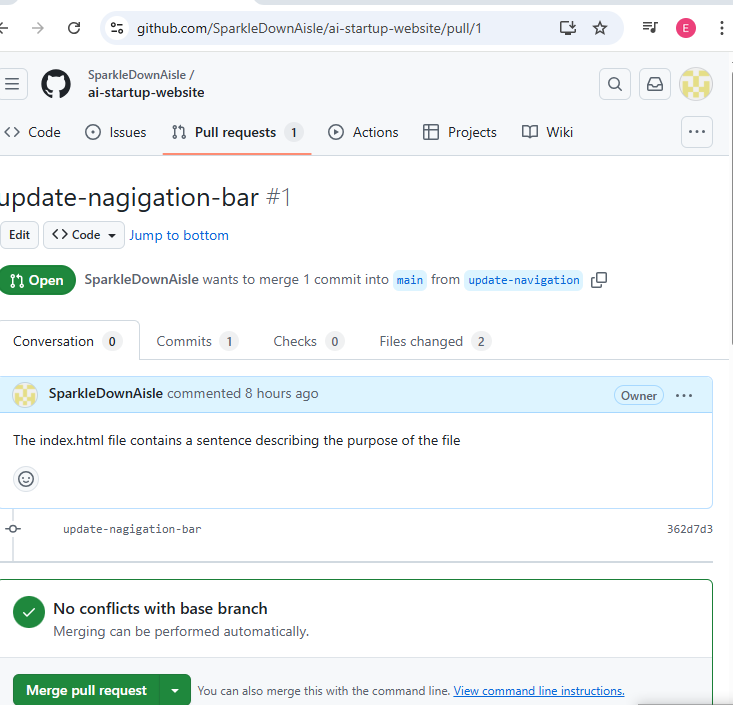 github.com/SparkleDownAisle/ai-startup-website/pull/1
E
SparkleDownAisle /
ai-startup-website
<> Code
Issues
Pull requests 1
Actions
Projects
Wiki
update-nagigation-bar #1
Edit
<> Code
Jump to bottom
Open
SparkleDownAisle wants to merge 1 commit into main from update-navigation
Conversation 0
Commits 1
Checks 0
Files changed 2
SparkleDownAisle commented 8 hours ago
Owner
The index.html file contains a sentence describing the purpose of the file
update-nagigation-bar
362d7d3
No conflicts with base branch
Merging can be performed automatically.
Merge pull request
You can also merge this with the command line. View command line instructions.